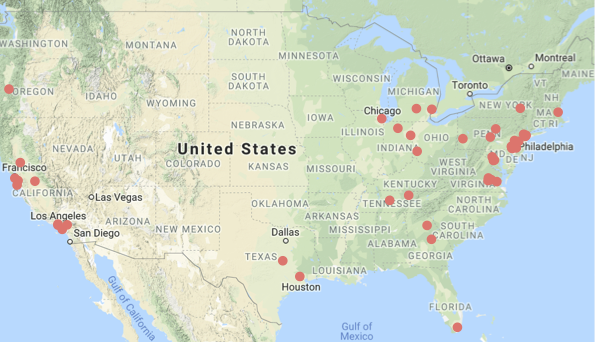 WASHINGTON
MONTANA
NORTH
DAKOTA
MINNESOTA
Ottawa
Montreal
MAINE
OREGON
IDAHO
SOUTH
DAKOTA
WISCONSIN
MICHIGAN
Toronto
VT
NH
WYOMING
Chicago
NEW YORK
MA
CT RI
IOWA
NEBRASKA
ILLINOIS
INDIANA
OHIO
PENN
Philadelphia
NEVADA
United States
MD
DE NJ
UTAH
COLORADO
KANSAS
MISSOURI
WEST
VIRGINIA
VIRGINIA
Francisco
CALIFORNIA
Las Vegas
KENTUCKY
OKLAHOMA
TENNESSEE
NORTH
CAROLINA
Los Angeles
ARIZONA
NEW MEXICO
ARKANSAS
San Diego
Dallas
MISSISSIPPI
ALABAMA
SOUTH
CAROLINA
TEXAS
LOUISIANA
GEORGIA
Houston
Gulf of
California
FLORIDA
Gulf of
Mexico